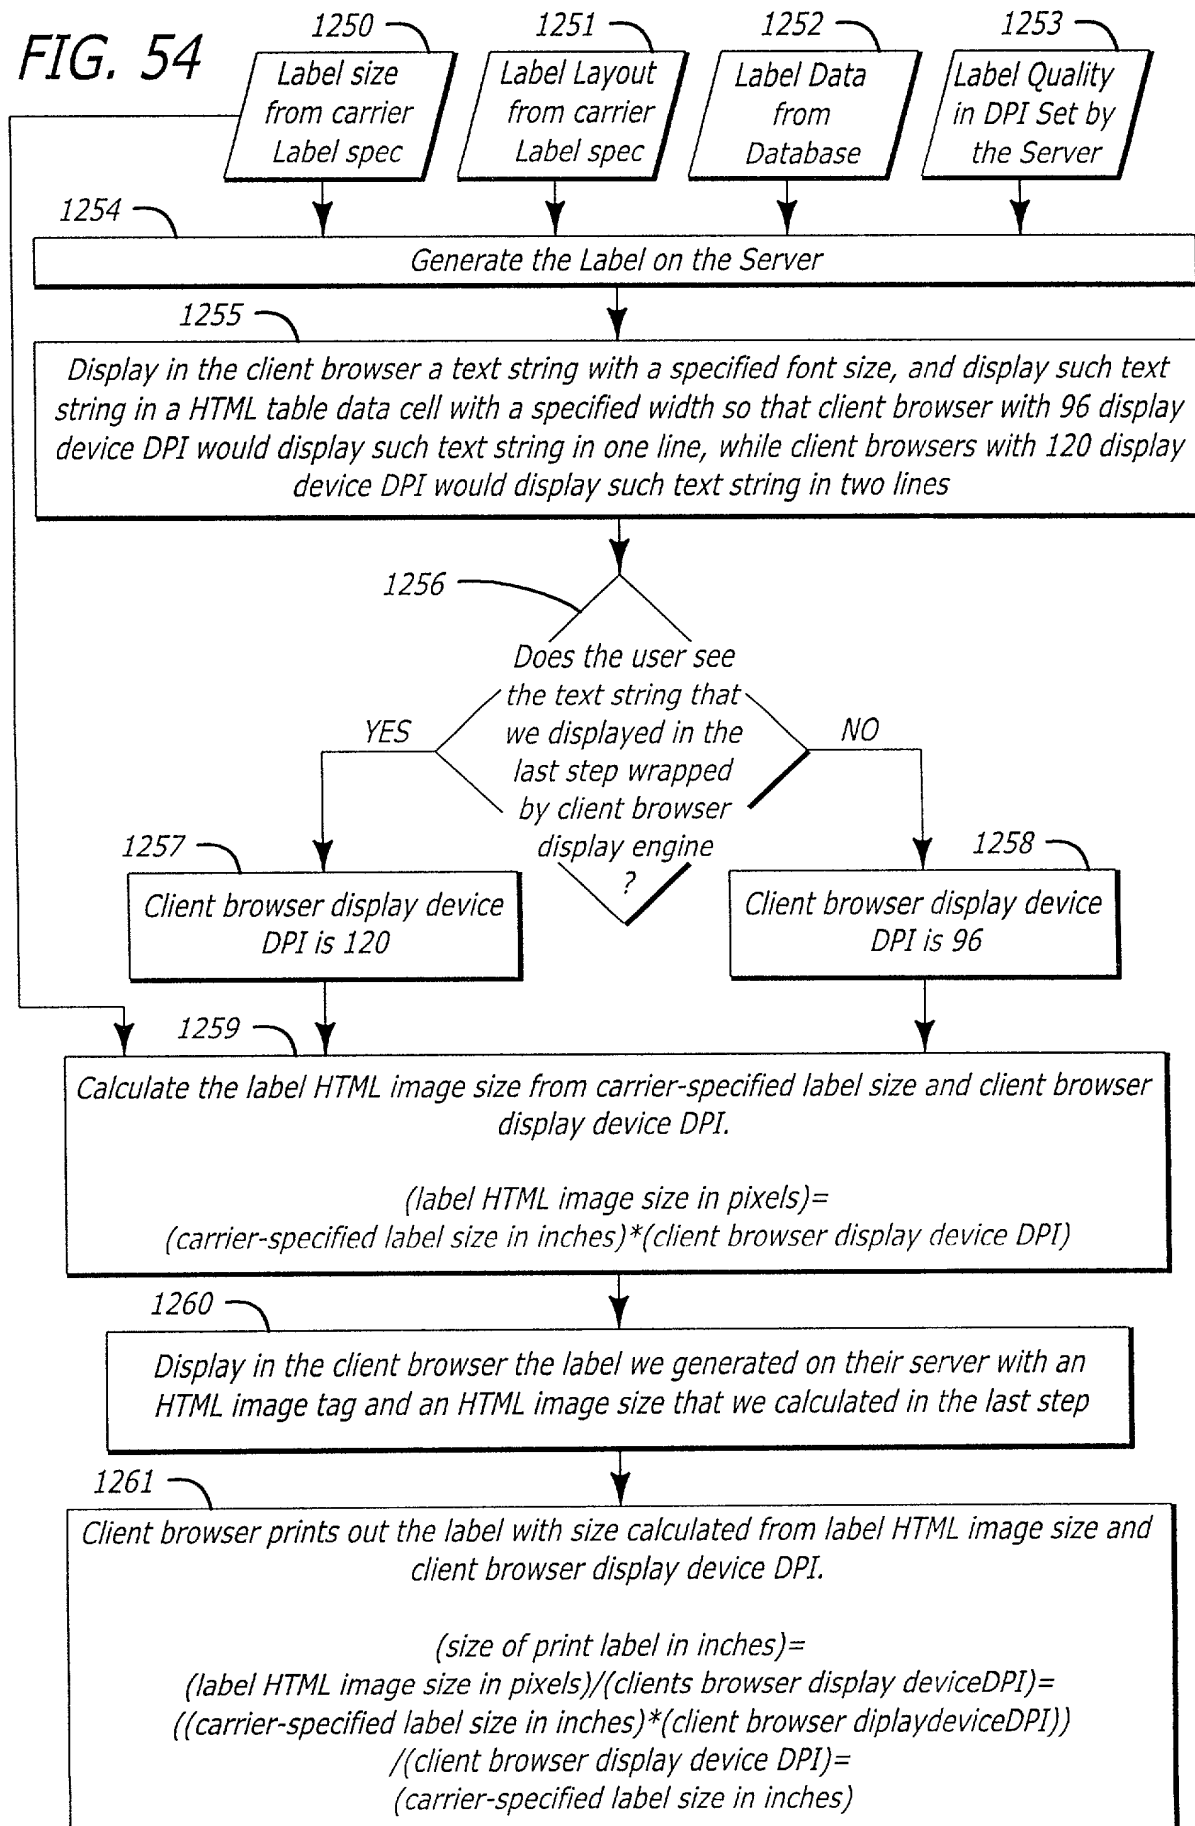 FIG. 54
1250
1251
1252
1253
Label size
from carrier
Label spec
Label Layout
from carrier
Label spec
Label Data
from
Database
Label Quality
in DPI Set by
the Server
1254
Generate the Label on the Server
1255
Display in the client browser a text string with a specified font size, and display such text
string in a HTML table data cell with a specified width so that client browser with 96 display
device DPI would display such text string in one line, while client browsers with 120 display
device DPI would display such text string in two lines
1256
Does the user see
the text string that
we displayed in the
last step wrapped
by client browser
display engine
?
YES
NO
1257
Client browser display device
DPI is 120
1258
Client browser display device
DPI is 96
1259
Calculate the label HTML image size from carrier-specified label size and client browser
display device DPI.
(label HTML image size in pixels)=
(carrier-specified label size in inches)*(client browser display device DPI)
1260
Display in the client browser the label we generated on their server with an
HTML image tag and an HTML image size that we calculated in the last step
1261
Client browser prints out the label with size calculated from label HTML image size and
client browser display device DPI.
(size of print label in inches)=
(label HTML image size in pixels)/(clients browser display deviceDPI)=
((carrier-specified label size in inches)*(client browser diplaydeviceDPI))
/(client browser display device DPI)=
(carrier-specified label size in inches)